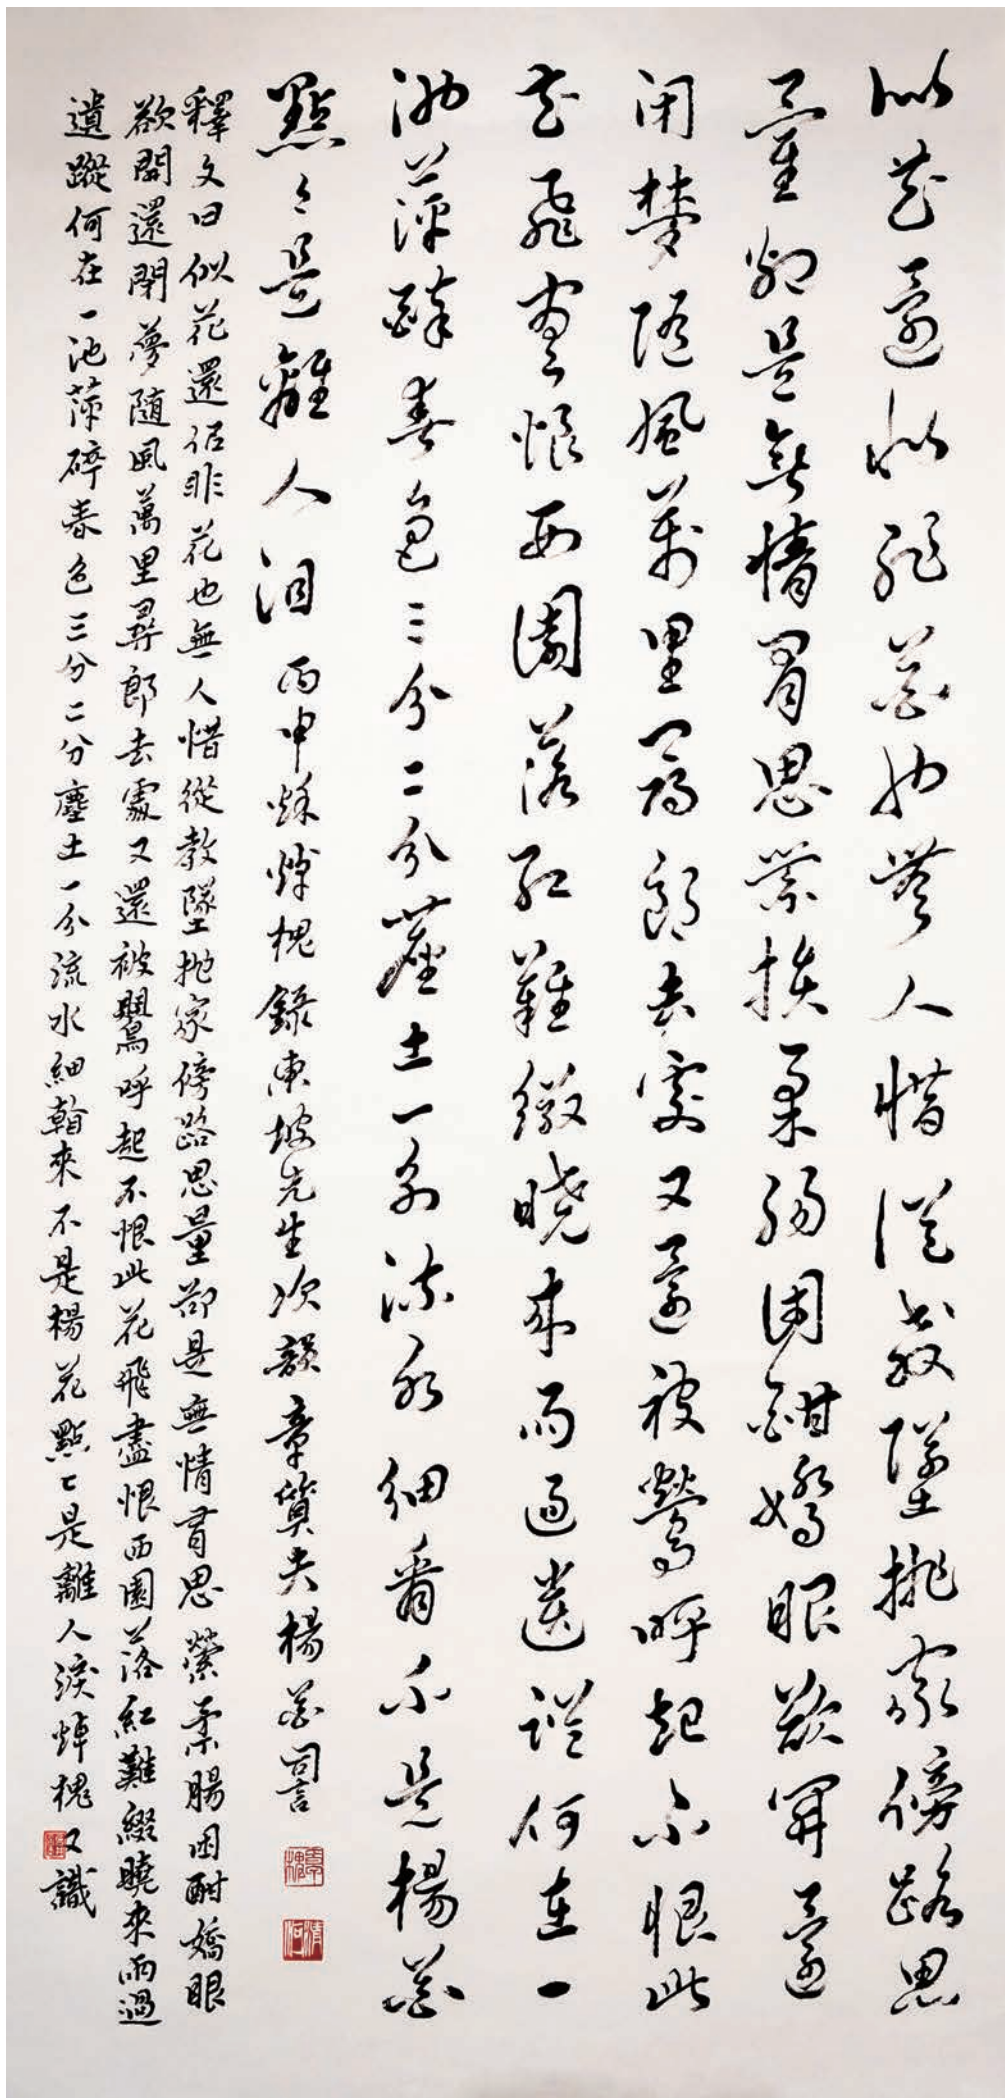 似花還似非花也無人惜從教墜拋家傍路思
量卻是無情有思縈損柔腸困酣嬌眼欲開還
閉夢隨風萬里尋郎去處又還被鶯呼起不恨此
花飛盡恨西園落紅難綴曉來雨過遺蹤何在一
池萍碎春色三分二分塵土一分流水細看不是楊花
點々是離人泪 丙申秋焯槐錄東坡先生次韻章質夫楊花詞
釋文曰似花還似非花也無人惜從教墜拋家傍路思量卻是無情有思縈柔腸困酣嬌眼
欲開還閉夢隨風萬里尋郎去處又還被鶯呼起不恨此花飛盡恨西園落紅難綴曉來雨過
遺蹤何在一池萍碎春色三分二分塵土一分流水細看來不是楊花點々是離人淚焯槐又識